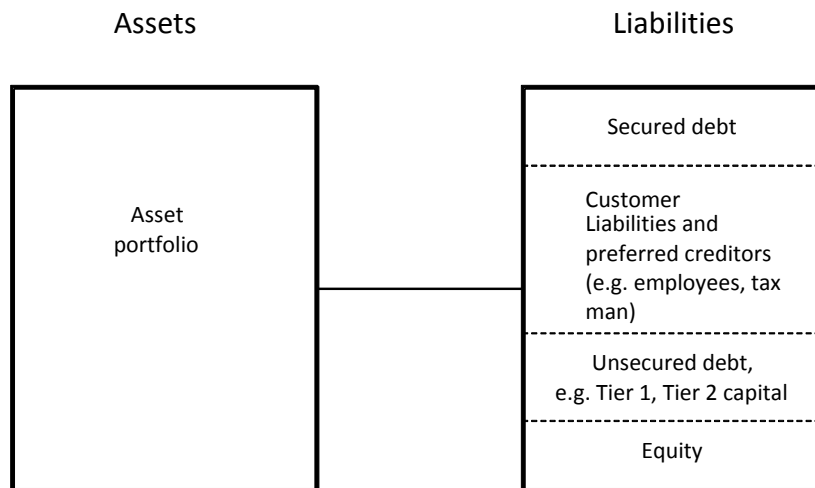 Assets
Liabilities
Asset
portfolio
Secured debt
Customer
Liabilities and
preferred creditors
(e.g. employees, tax
man)
Unsecured debt,
e.g. Tier 1, Tier 2 capital
Equity